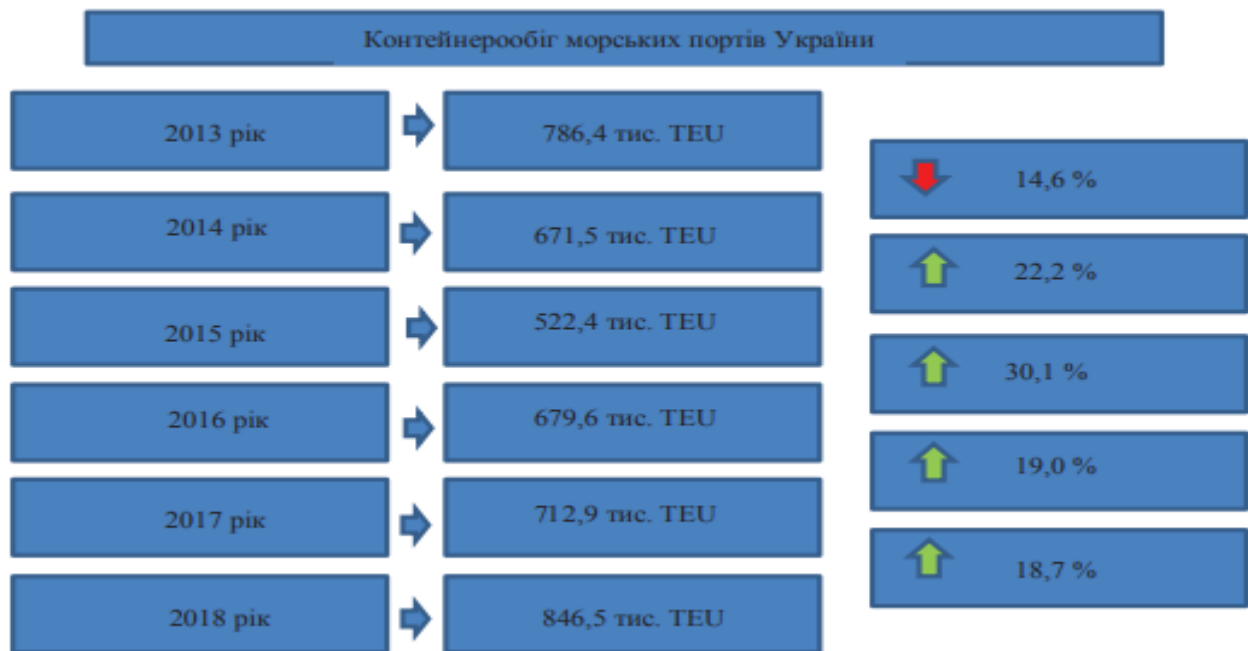 Контейнерообіг морських портів України
2013 рік
786,4 тис. TEU
14,6 %
2014 рік
671,5 тис. TEU
22,2 %
2015 рік
522,4 тис. TEU
30,1 %
2016 рік
679,6 тис. TEU
19,0 %
2017 рік
712,9 тис. TEU
18,7 %
2018 рік
846,5 тис. TEU